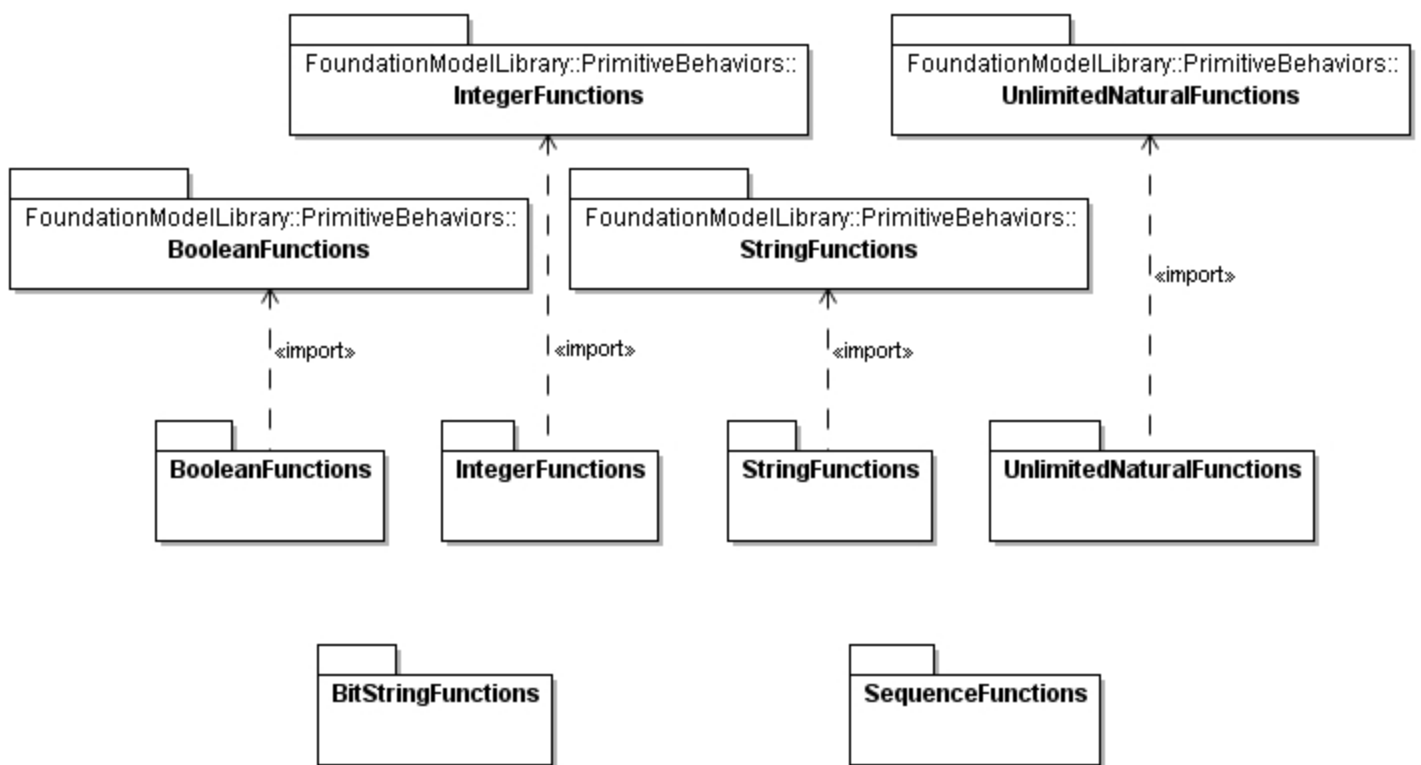 FoundationModelLibrary::PrimitiveBehaviors::
IntegerFunctions
FoundationModelLibrary::PrimitiveBehaviors::
UnlimitedNaturalFunctions
FoundationModelLibrary::PrimitiveBehaviors::
BooleanFunctions
FoundationModelLibrary::PrimitiveBehaviors::
StringFunctions
«import»
«import»
«import»
«import»
BooleanFunctions
IntegerFunctions
StringFunctions
UnlimitedNaturalFunctions
BitStringFunctions
SequenceFunctions